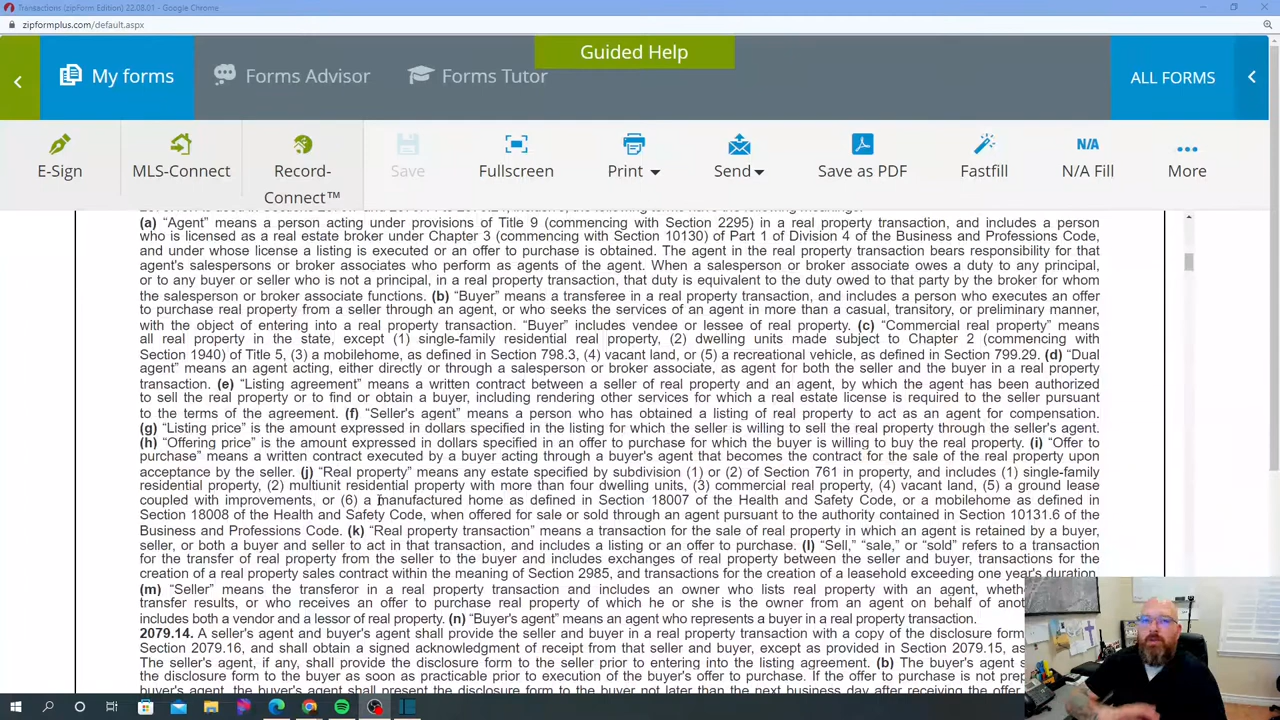 Transactions (zipForm Edition) 22.08.01 - Google Chrome
zipformplus.com/default.aspx
Guided Help
My forms
Forms Advisor
Forms Tutor
ALL FORMS
E-Sign
MLS-Connect
Record-Connect™
Save
Fullscreen
Print
Send
Save as PDF
Fastfill
N/A
N/A Fill
More
(a) “Agent” means a person acting under provisions of Title 9 (commencing with Section 2295) in a real property transaction, and includes a person
who is licensed as a real estate broker under Chapter 3 (commencing with Section 10130) of Part 1 of Division 4 of the Business and Professions Code,
and under whose license a listing is executed or an offer to purchase is obtained. The agent in the real property transaction bears responsibility for that
agent's salespersons or broker associates who perform as agents of the agent. When a salesperson or broker associate owes a duty to any principal,
or to any buyer or seller who is not a principal, in a real property transaction, that duty is equivalent to the duty owed to that party by the broker for whom
the salesperson or broker associate functions. (b) “Buyer” means a transferee in a real property transaction, and includes a person who executes an offer
to purchase real property from a seller through an agent, or who seeks the services of an agent in more than a casual, transitory, or preliminary manner,
with the object of entering into a real property transaction. “Buyer” includes vendee or lessee of real property. (c) “Commercial real property” means
all real property in the state, except (1) single-family residential real property, (2) dwelling units made subject to Chapter 2 (commencing with
Section 1940) of Title 5, (3) a mobilehome, as defined in Section 798.3, (4) vacant land, or (5) a recreational vehicle, as defined in Section 799.29. (d) “Dual
agent” means an agent acting, either directly or through a salesperson or broker associate, as agent for both the seller and the buyer in a real property
transaction. (e) “Listing agreement” means a written contract between a seller of real property and an agent, by which the agent has been authorized
to sell the real property or to find or obtain a buyer, including rendering other services for which a real estate license is required to the seller pursuant
to the terms of the agreement. (f) “Seller's agent” means a person who has obtained a listing of real property to act as an agent for compensation.
(g) “Listing price” is the amount expressed in dollars specified in the listing for which the seller is willing to sell the real property through the seller's agent.
(h) “Offering price” is the amount expressed in dollars specified in an offer to purchase for which the buyer is willing to buy the real property. (i) “Offer to
purchase” means a written contract executed by a buyer acting through a buyer's agent that becomes the contract for the sale of the real property upon
acceptance by the seller. (j) “Real property” means any estate specified by subdivision (1) or (2) of Section 761 in property, and includes (1) single-family
residential property, (2) multiunit residential property with more than four dwelling units, (3) commercial real property, (4) vacant land, (5) a ground lease
coupled with improvements, or (6) a manufactured home as defined in Section 18007 of the Health and Safety Code, or a mobilehome as defined in
Section 18008 of the Health and Safety Code, when offered for sale or sold through an agent pursuant to the authority contained in Section 10131.6 of the
Business and Professions Code. (k) “Real property transaction” means a transaction for the sale of real property in which an agent is retained by a buyer,
seller, or both a buyer and seller to act in that transaction, and includes a listing or an offer to purchase. (l) “Sell,” “sale,” or “sold” refers to a transaction
for the transfer of real property from the seller to the buyer and includes exchanges of real property between the seller and buyer, transactions for the
creation of a real property sales contract within the meaning of Section 2985, and transactions for the creation of a leasehold exceeding one year's duration.
(m) “Seller” means the transferor in a real property transaction and includes an owner who lists real property with an agent,
transfer results, or who receives an offer to purchase real property of which he or she is the owner from an agent on behalf of
includes both a vendor and a lessor of real property. (n) “Buyer's agent” means an agent who represents a buyer in a real property transaction.
2079.14. A seller's agent and buyer's agent shall provide the seller and buyer in a real property transaction with a copy of the disclosure form
Section 2079.16, and shall obtain a signed acknowledgment of receipt from that seller and buyer, except as provided in Section 2079.15, as
The seller's agent, if any, shall provide the disclosure form to the seller prior to entering into the listing agreement. (b) The buyer's agent
the disclosure form to the buyer as soon as practicable prior to execution of the buyer's offer to purchase. If the offer to purchase is not
buyer's agent, the buyer's agent shall present the disclosure form to the buyer not later than the next business day after receiving the offer